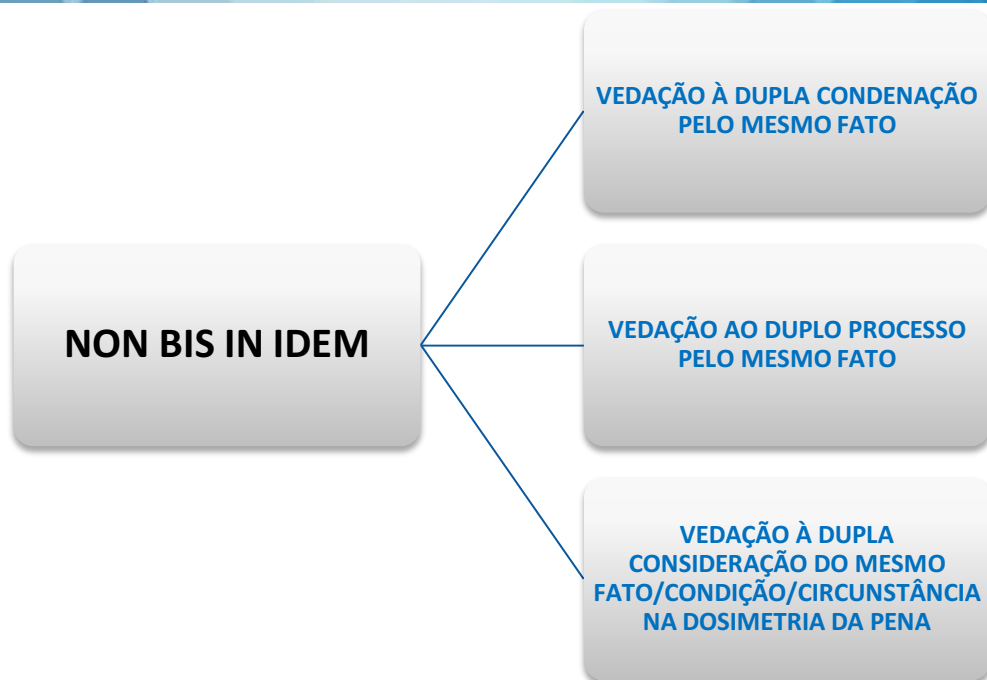 NON BIS IN IDEM
VEDAÇÃO À DUPLA CONDENAÇÃO
PELO MESMO FATO
VEDAÇÃO AO DUPLO PROCESSO
PELO MESMO FATO
VEDAÇÃO À DUPLA
CONSIDERAÇÃO DO MESMO
FATO/CONDIÇÃO/CIRCUNSTÂNCIA
NA DOSIMETRIA DA PENA